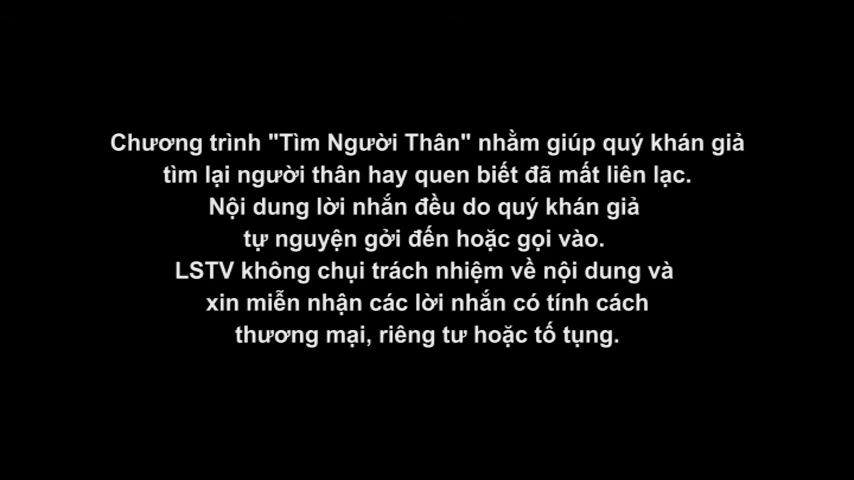 Chương trình "Tìm Người Thân" nhằm giúp quý khán giả
tìm lại người thân hay quen biết đã mất liên lạc.
Nội dung lời nhắn đều do quý khán giả
tự nguyện gởi đến hoặc gọi vào.
LSTV không chụi trách nhiệm về nội dung và
xin miễn nhận các lời nhắn có tính cách
thương mại, riêng tư hoặc tố tụng.